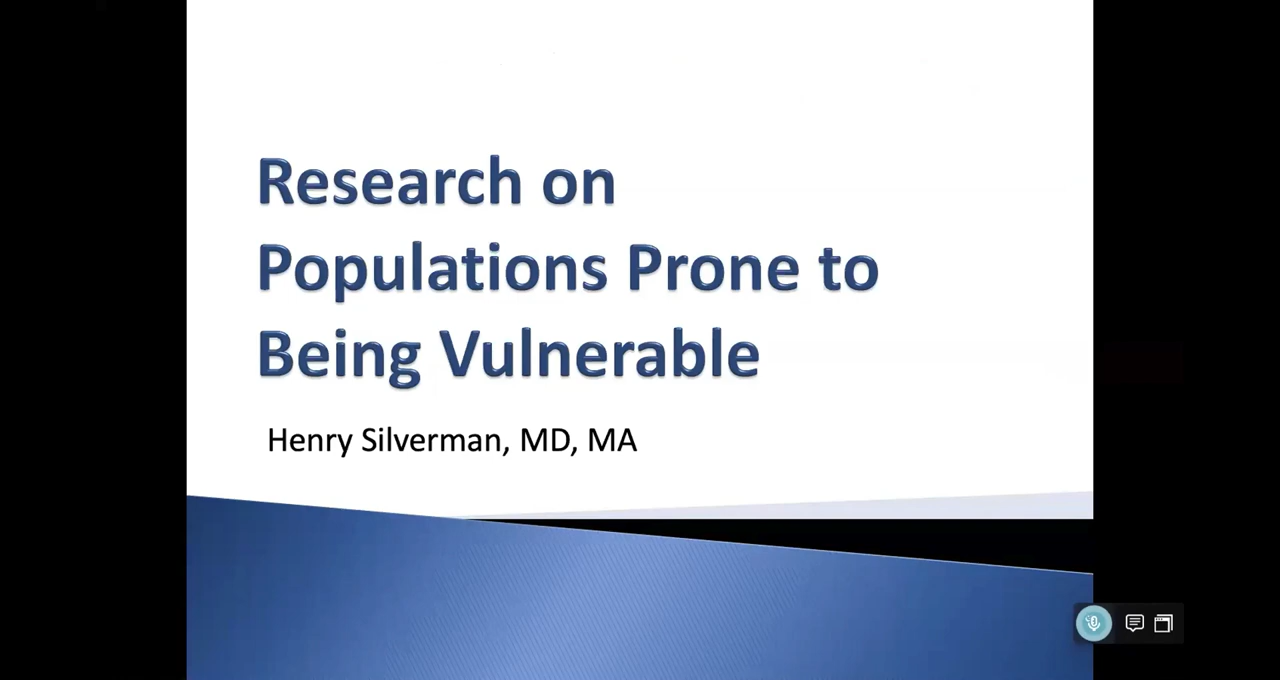 Research on
Populations Prone to
Being Vulnerable
Henry Silverman, MD, MA